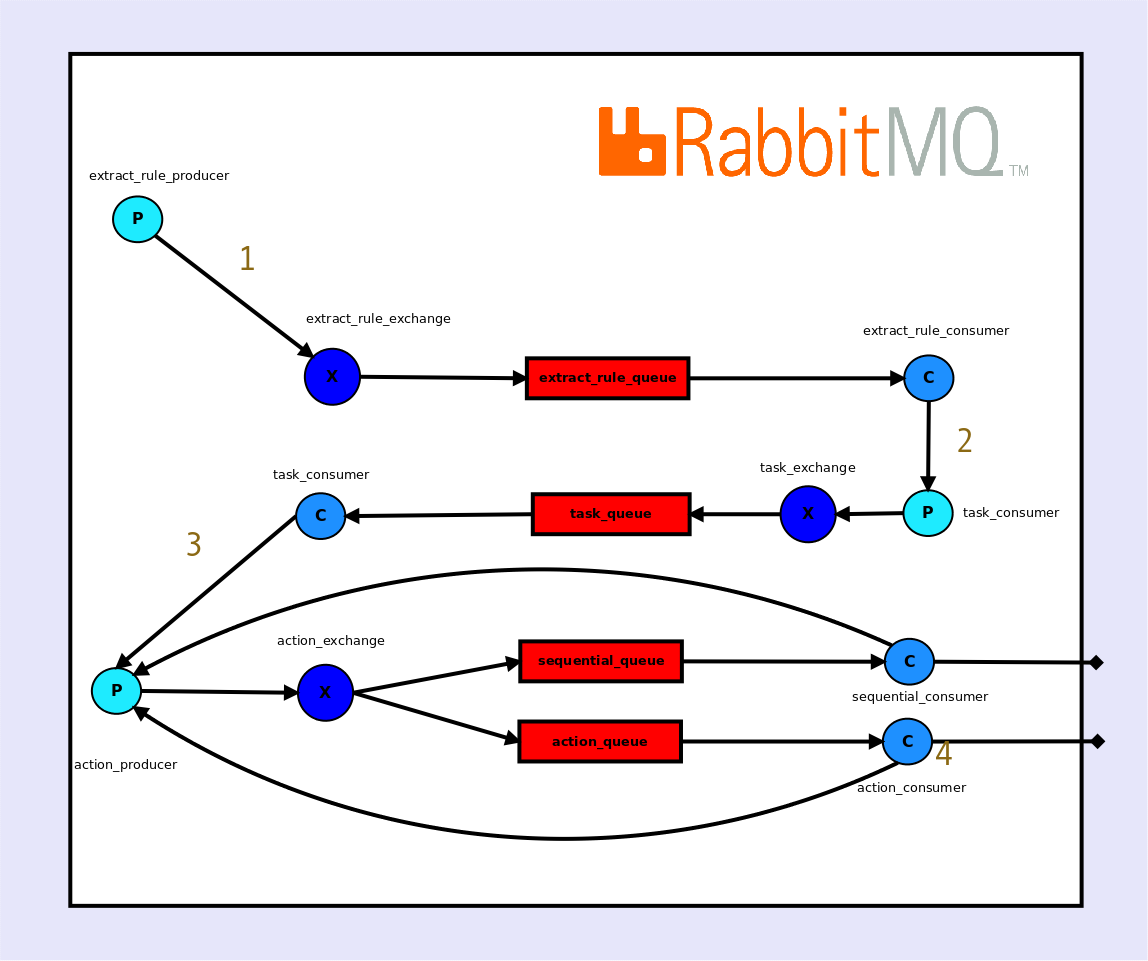 RabbitMQ™
extract_rule_producer
P
1
extract_rule_exchange
X
extract_rule_queue
extract_rule_consumer
C
2
task_consumer
C
task_queue
task_exchange
X
P
task_consumer
3
action_exchange
P
X
sequential_queue
C
sequential_consumer
action_queue
C
4
action_producer
action_consumer